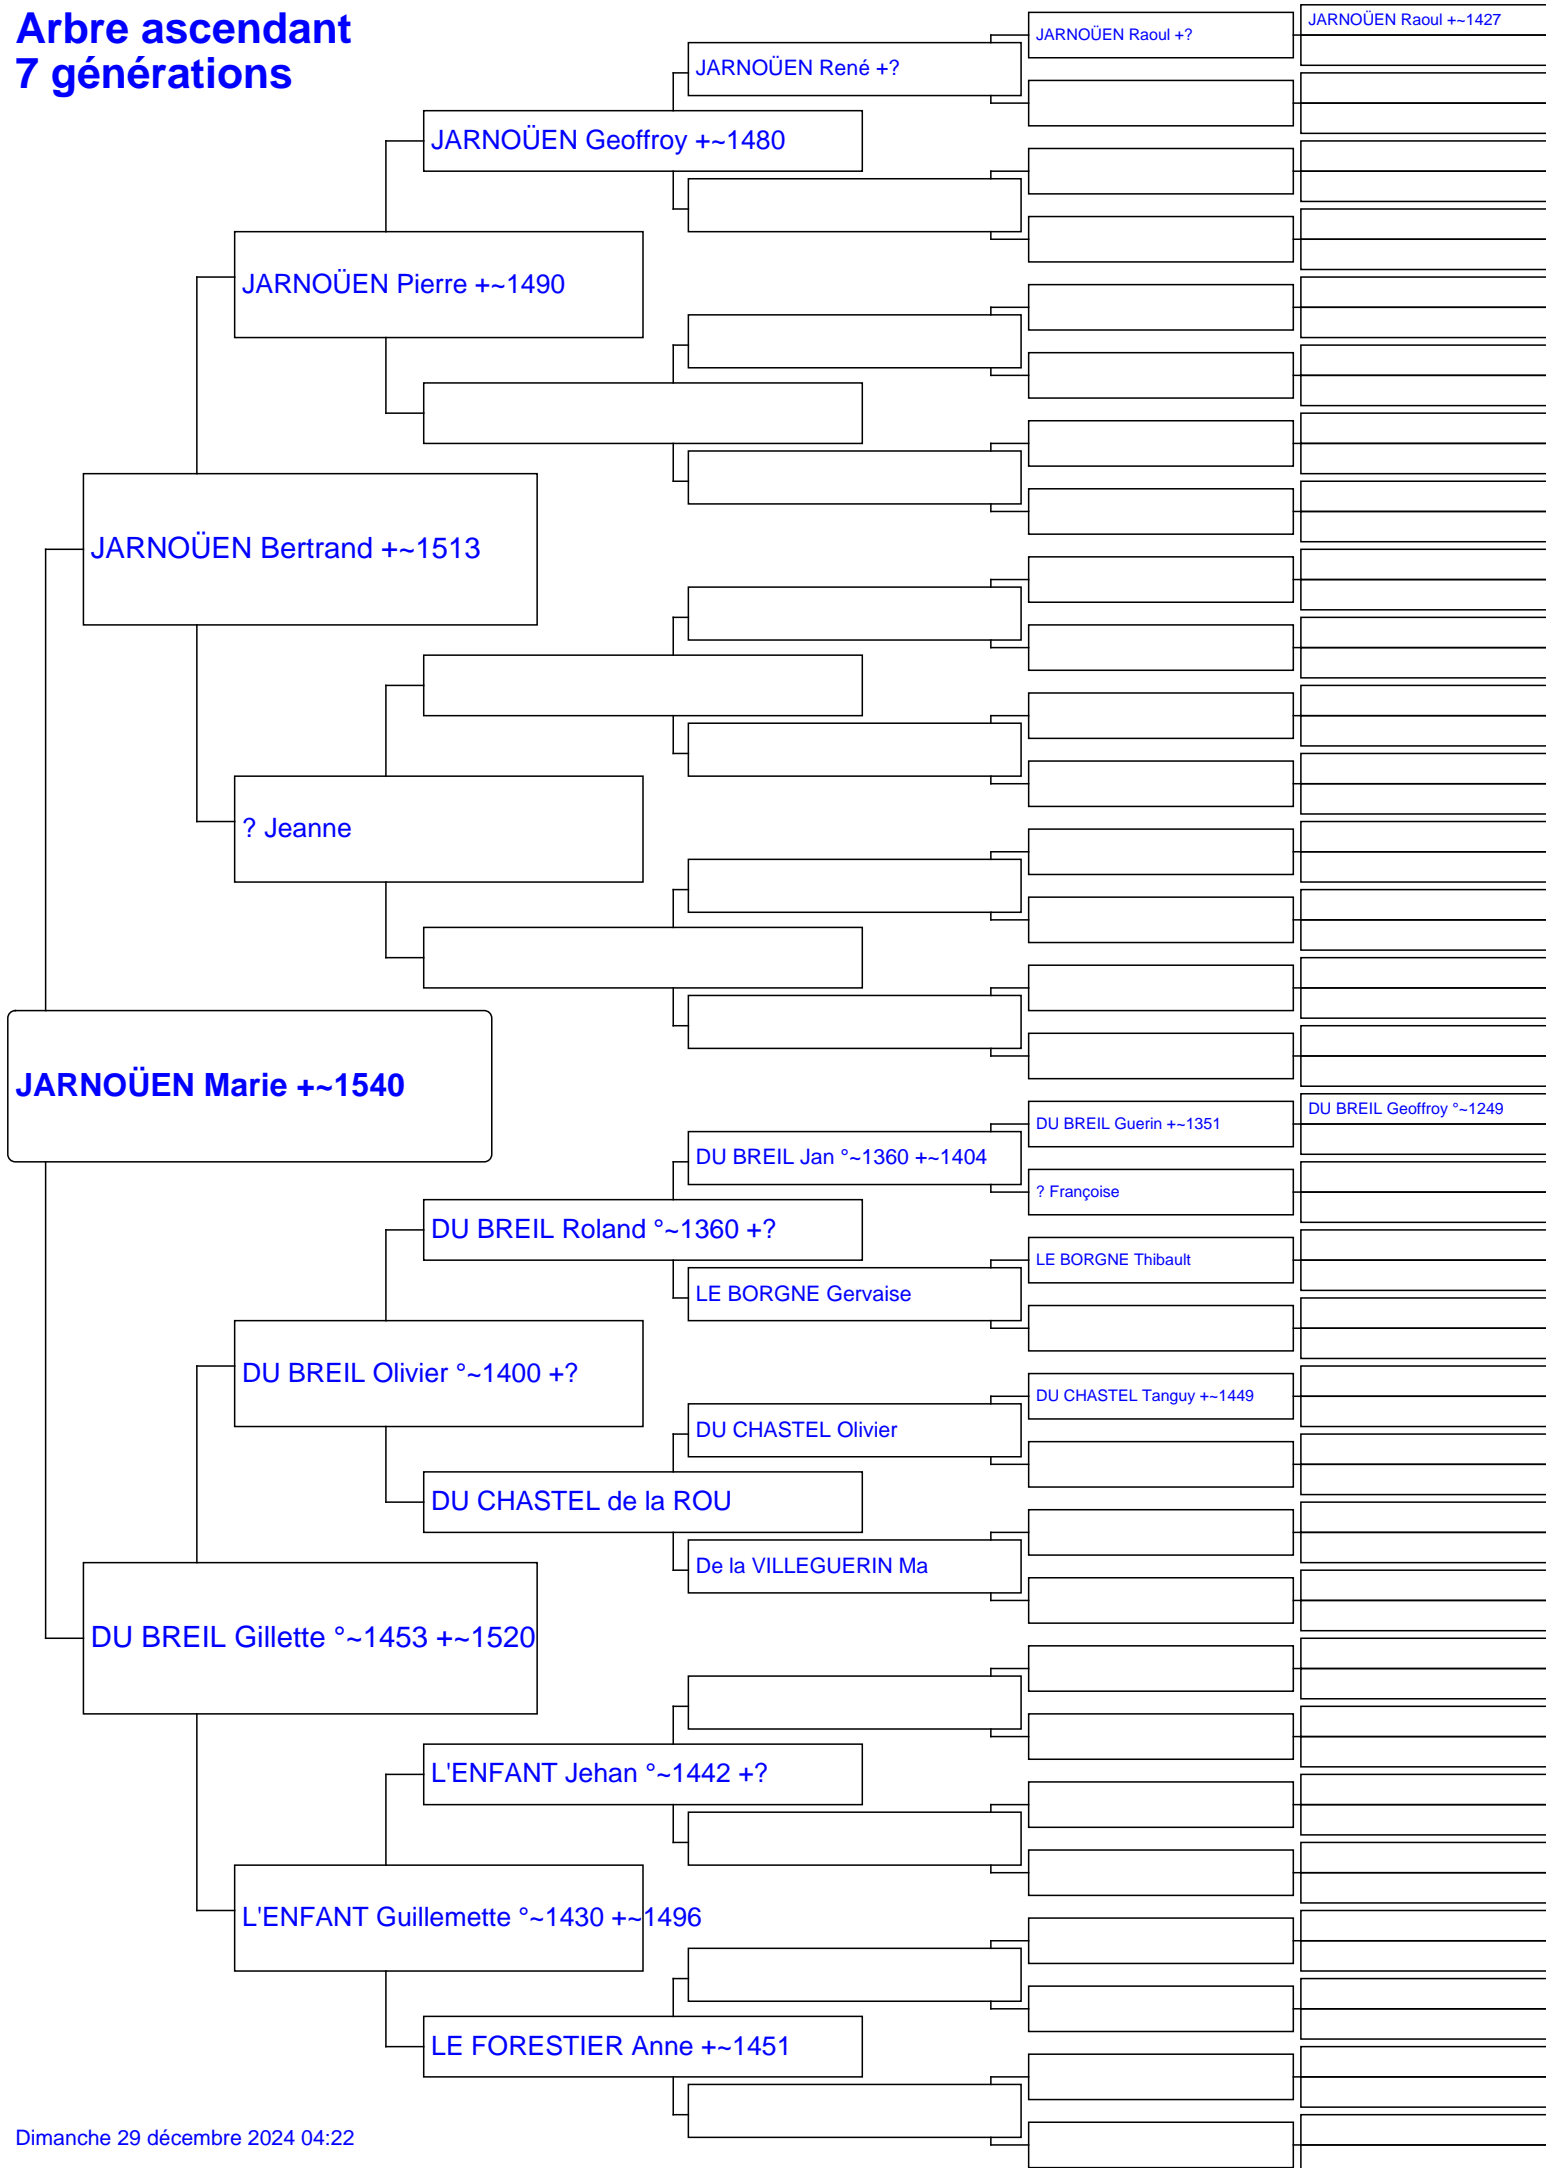 Arbre ascendant
7 générations
JARNOÜEN Raoul +~1427
JARNOÜEN Raoul +?
JARNOÜEN René +?
JARNOÜEN Geoffroy +~1480
JARNOÜEN Pierre +~1490
JARNOÜEN Bertrand +~1513
? Jeanne
JARNOÜEN Marie +~1540
DU BREIL Geoffroy °~1249
DU BREIL Guerin +~1351
DU BREIL Jan °~1360 +~1404
? Françoise
DU BREIL Roland °~1360 +?
LE BORGNE Thibault
LE BORGNE Gervaise
DU BREIL Olivier °~1400 +?
DU CHASTEL Tanguy +~1449
DU CHASTEL Olivier
DU CHASTEL de la ROU
De la VILLEGUERIN Ma
DU BREIL Gillette °~1453 +~1520
L'ENFANT Jehan °~1442 +?
L'ENFANT Guillemette °~1430 +~1496
LE FORESTIER Anne +~1451
Dimanche 29 décembre 2024 04:22